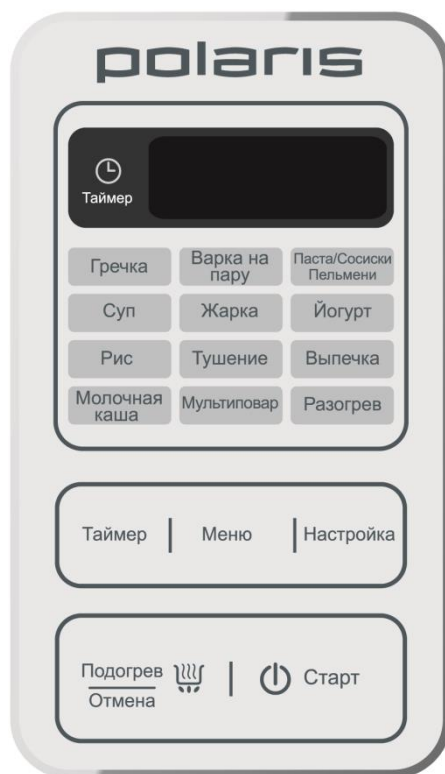 polaris
Таймер
Гречка
Варка на
пару
Паста/Сосиски
Пельмени
Суп
Жарка
Йогурт
Рис
Тушение
Выпечка
Молочная
каша
Мультиповар
Разогрев
Таймер
Меню
Настройка
Подогрев
Отмена
Старт